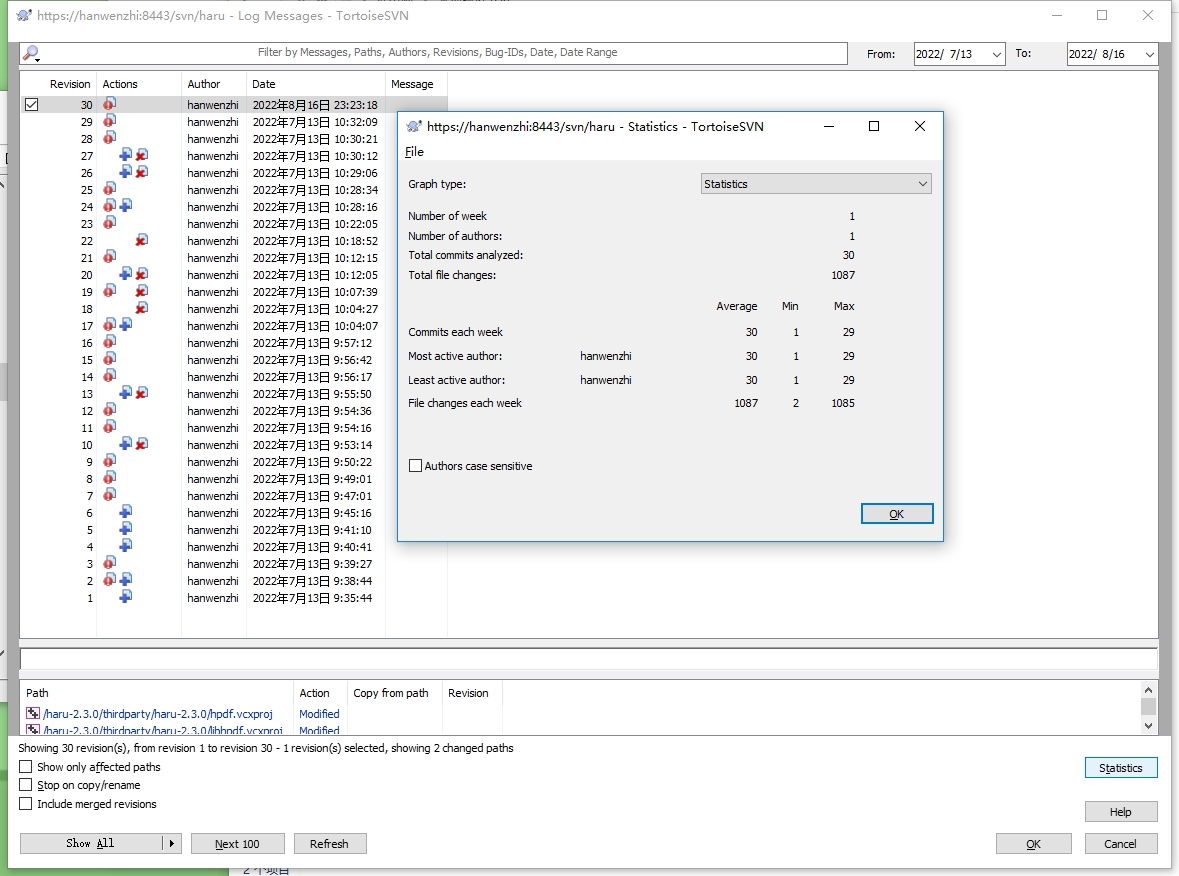 https://hanwenzhi:8443/svn/haru - Log Messages - TortoiseSVN
Filter by Messages, Paths, Authors, Revisions, Bug-IDs, Date, Date Range
From: 2022/ 7/13 To: 2022/ 8/16
Revision Actions Author Date Message
30 hanwenzhi 2022年8月16日 23:23:18
29 hanwenzhi 2022年7月13日 10:32:09
28 hanwenzhi 2022年7月13日 10:30:21
27 hanwenzhi 2022年7月13日 10:30:12
26 hanwenzhi 2022年7月13日 10:29:06
25 hanwenzhi 2022年7月13日 10:28:34
24 hanwenzhi 2022年7月13日 10:28:16
23 hanwenzhi 2022年7月13日 10:22:05
22 hanwenzhi 2022年7月13日 10:18:52
21 hanwenzhi 2022年7月13日 10:12:15
20 hanwenzhi 2022年7月13日 10:12:05
19 hanwenzhi 2022年7月13日 10:07:39
18 hanwenzhi 2022年7月13日 10:04:27
17 hanwenzhi 2022年7月13日 10:04:07
16 hanwenzhi 2022年7月13日 9:57:12
15 hanwenzhi 2022年7月13日 9:56:42
14 hanwenzhi 2022年7月13日 9:56:17
13 hanwenzhi 2022年7月13日 9:55:50
12 hanwenzhi 2022年7月13日 9:54:36
11 hanwenzhi 2022年7月13日 9:54:16
10 hanwenzhi 2022年7月13日 9:53:14
9 hanwenzhi 2022年7月13日 9:50:22
8 hanwenzhi 2022年7月13日 9:49:01
7 hanwenzhi 2022年7月13日 9:47:01
6 hanwenzhi 2022年7月13日 9:45:16
5 hanwenzhi 2022年7月13日 9:41:10
4 hanwenzhi 2022年7月13日 9:40:41
3 hanwenzhi 2022年7月13日 9:39:27
2 hanwenzhi 2022年7月13日 9:38:44
1 hanwenzhi 2022年7月13日 9:35:44
https://hanwenzhi:8443/svn/haru - Statistics - TortoiseSVN
File
Graph type: Statistics
Number of week 1
Number of authors: 1
Total commits analyzed: 30
Total file changes: 1087
Average Min Max
Commits each week 30 1 29
Most active author: hanwenzhi 30 1 29
Least active author: hanwenzhi 30 1 29
File changes each week 1087 2 1085
Authors case sensitive
OK
Path Action Copy from path Revision
/haru-2.3.0/thirdparty/haru-2.3.0/hpdf.vcxproj Modified
/haru-2.3.0/thirdparty/haru-2.3.0/libhpdf.vcxproj Modified
Showing 30 revision(s), from revision 1 to revision 30 - 1 revision(s) selected, showing 2 changed paths
Show only affected paths
Statistics
Stop on copy/rename
Include merged revisions
Help
Show All Next 100 Refresh OK Cancel
2 个项目